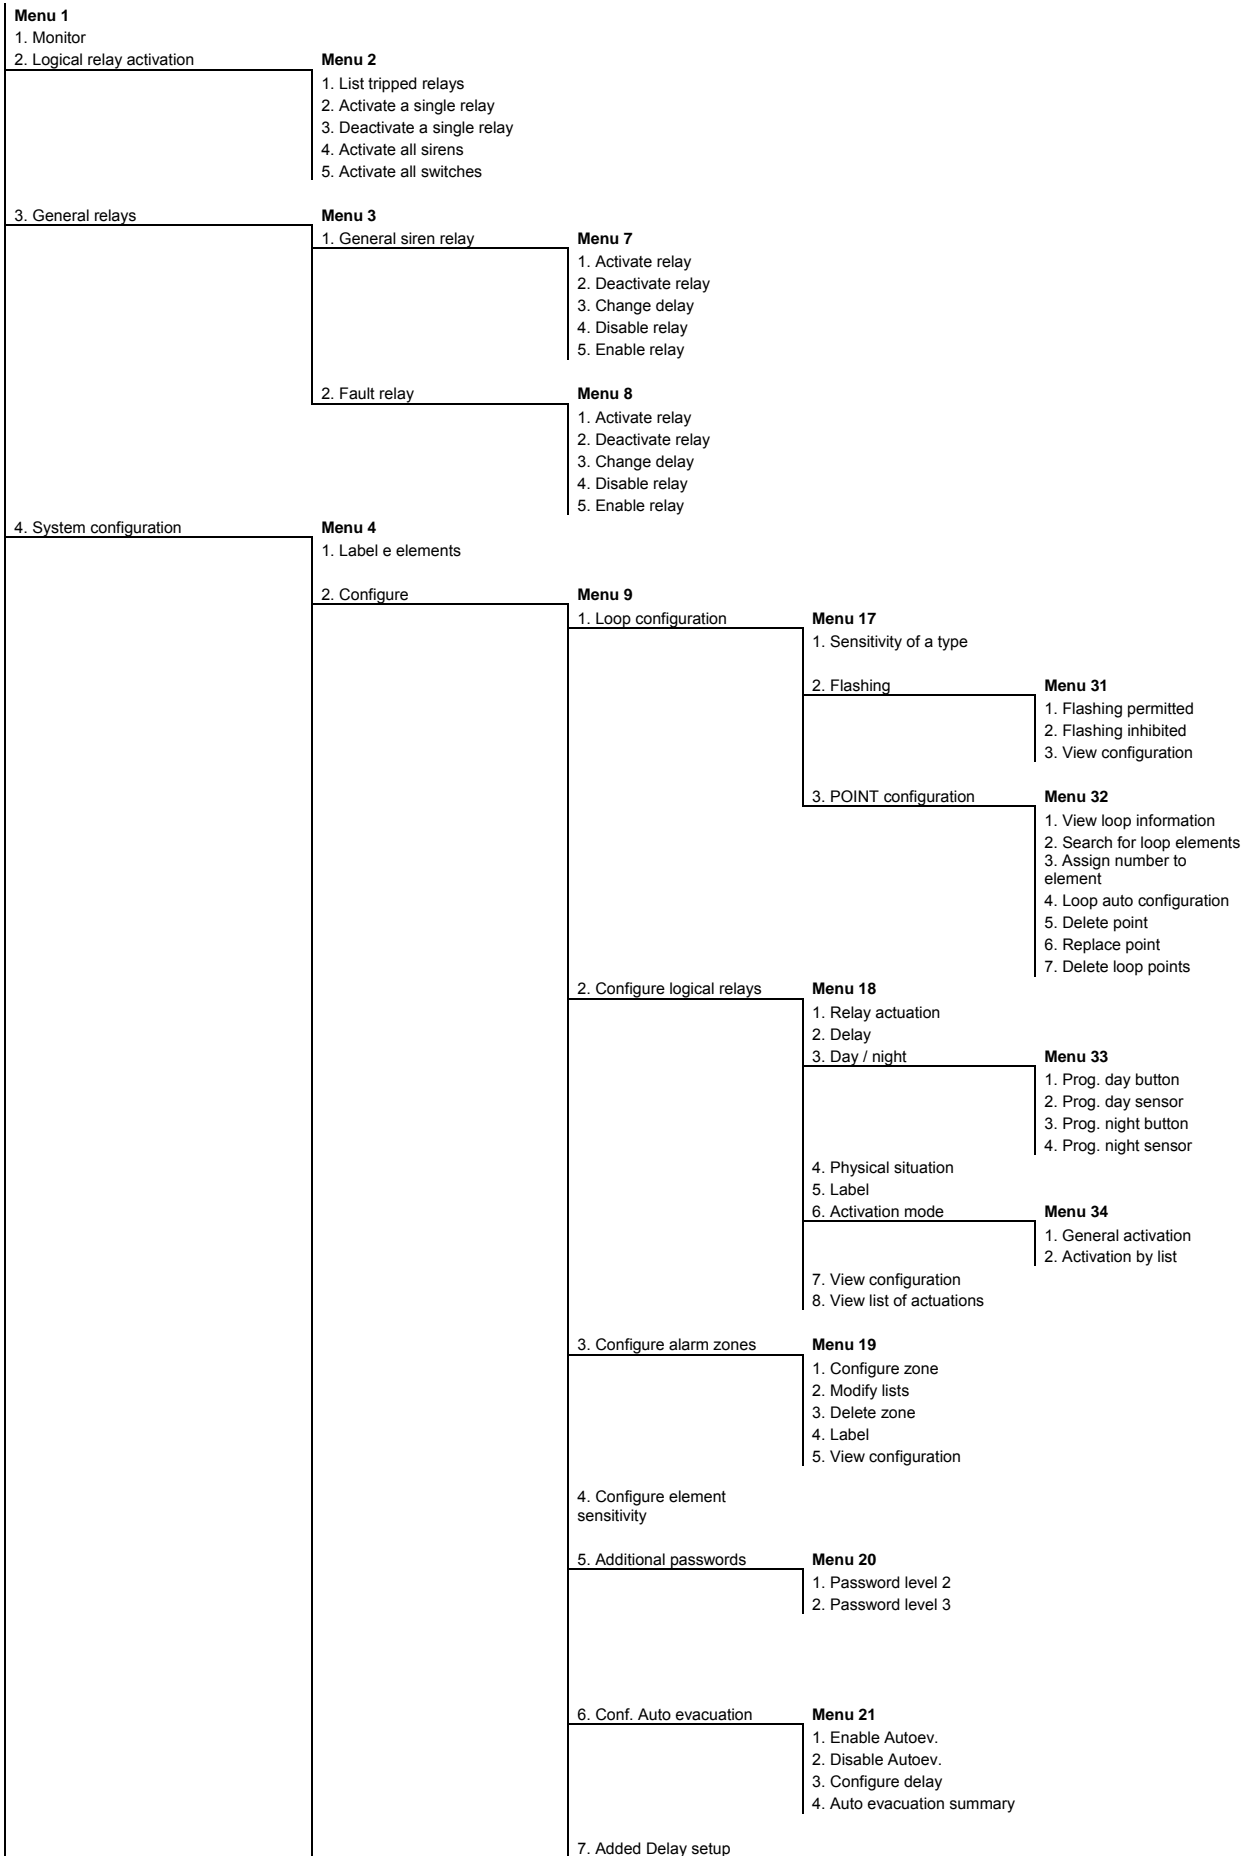 Menu 1
1. Monitor
2. Logical relay activation
Menu 2
1. List tripped relays
2. Activate a single relay
3. Deactivate a single relay
4. Activate all sirens
5. Activate all switches
3. General relays
Menu 3
1. General siren relay
Menu 7
1. Activate relay
2. Deactivate relay
3. Change delay
4. Disable relay
5. Enable relay
2. Fault relay
Menu 8
1. Activate relay
2. Deactivate relay
3. Change delay
4. Disable relay
5. Enable relay
4. System configuration
Menu 4
1. Label e elements
2. Configure
Menu 9
1. Loop configuration
Menu 17
1. Sensitivity of a type
2. Flashing
Menu 31
1. Flashing permitted
2. Flashing inhibited
3. View configuration
3. POINT configuration
Menu 32
1. View loop information
2. Search for loop elements
3. Assign number to
element
4. Loop auto configuration
5. Delete point
6. Replace point
7. Delete loop points
2. Configure logical relays
Menu 18
1. Relay actuation
2. Delay
3. Day / night
Menu 33
1. Prog. day button
2. Prog. day sensor
3. Prog. night button
4. Prog. night sensor
4. Physical situation
5. Label
6. Activation mode
Menu 34
1. General activation
2. Activation by list
7. View configuration
8. View list of actuations
3. Configure alarm zones
Menu 19
1. Configure zone
2. Modify lists
3. Delete zone
4. Label
5. View configuration
4. Configure element
sensitivity
5. Additional passwords
Menu 20
1. Password level 2
2. Password level 3
6. Conf. Auto evacuation
Menu 21
1. Enable Autoev.
2. Disable Autoev.
3. Configure delay
4. Auto evacuation summary
7. Added Delay setup